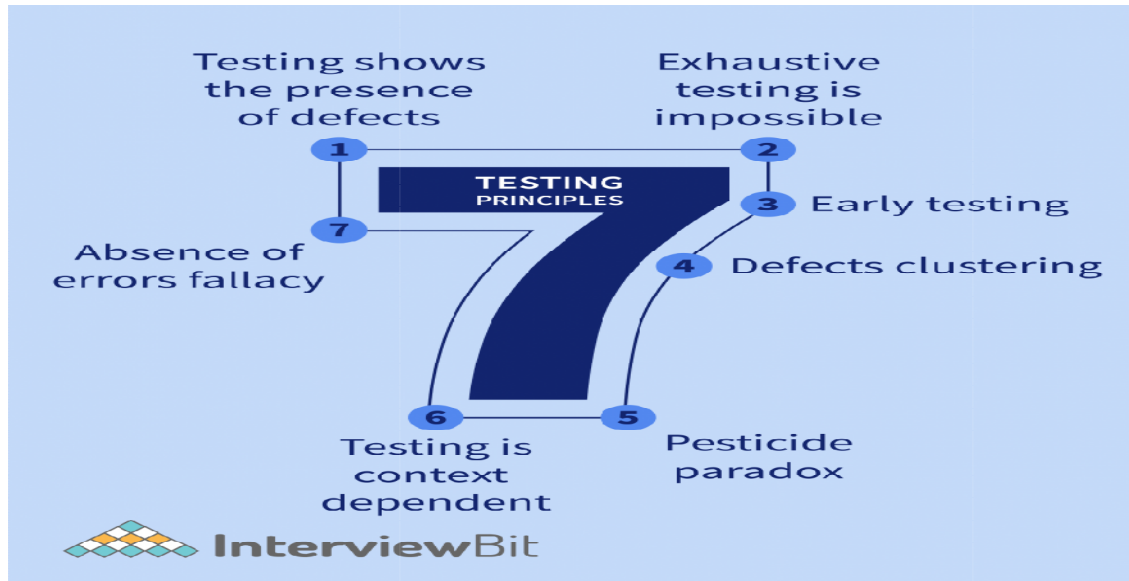 Testing shows
the presence
of defects
1
Exhaustive
testing is
impossible
2
TESTING
PRINCIPLES
3
Early testing
4
Defects clustering
5
Pesticide
paradox
6
Testing is
context
dependent
7
Absence of
errors fallacy
InterviewBit